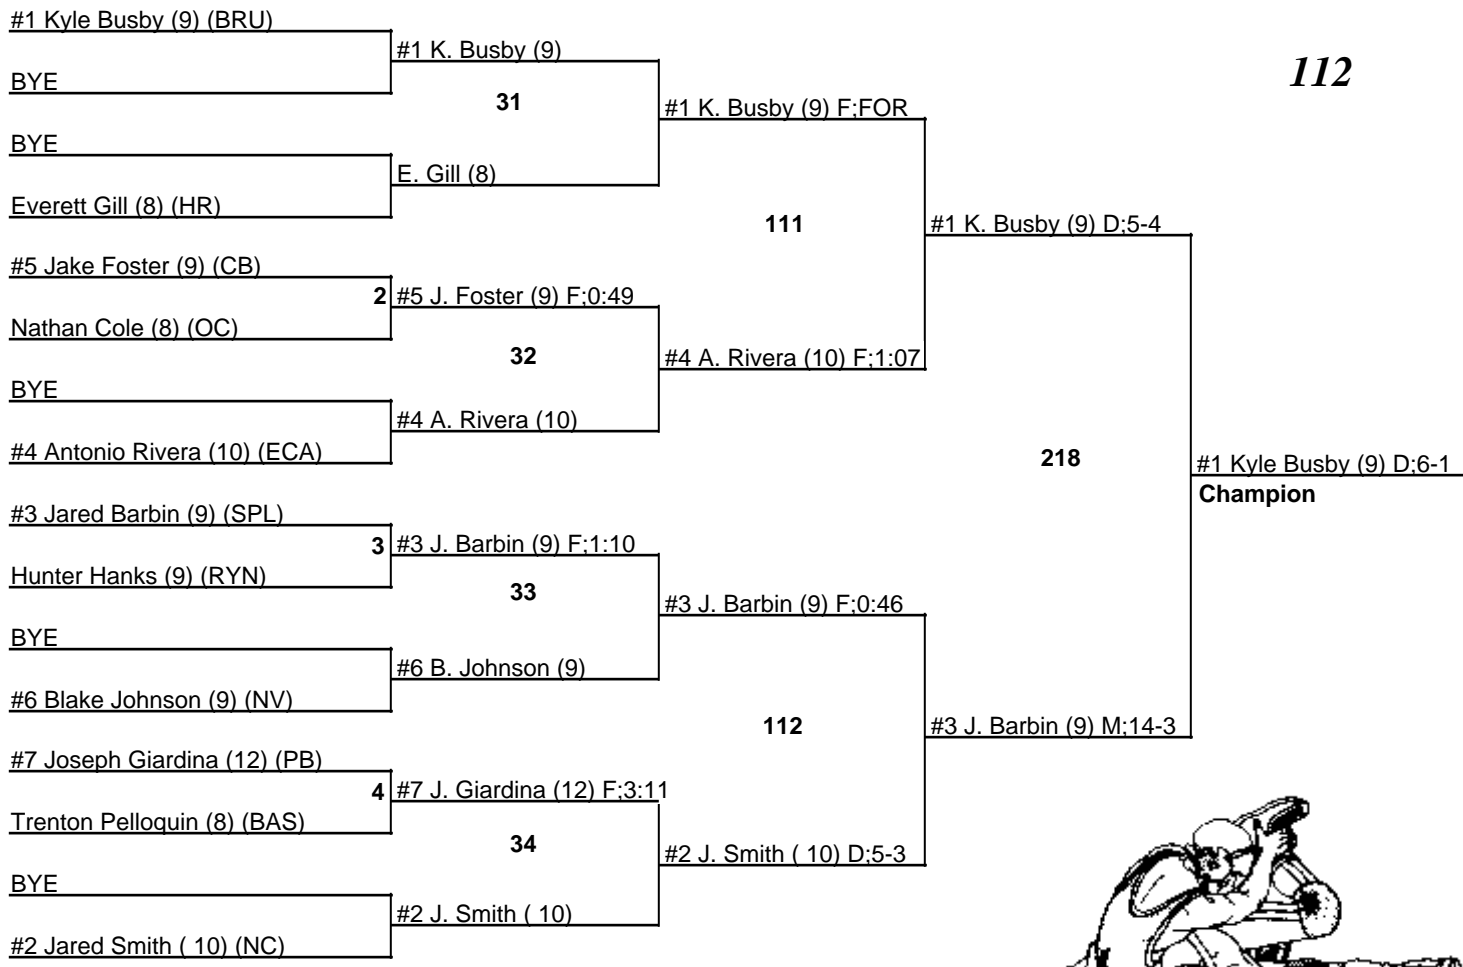 #1 Kyle Busby (9) (BRU)
BYE
BYE
Everett Gill (8) (HR)
#5 Jake Foster (9) (CB)
Nathan Cole (8) (OC)
BYE
#4 Antonio Rivera (10) (ECA)
#3 Jared Barbin (9) (SPL)
Hunter Hanks (9) (RYN)
BYE
#6 Blake Johnson (9) (NV)
#7 Joseph Giardina (12) (PB)
Trenton Pelloquin (8) (BAS)
BYE
#2 Jared Smith ( 10) (NC)
#1 K. Busby (9)
31
E. Gill (8)
2 #5 J. Foster (9) F;0:49
32
#4 A. Rivera (10)
3 #3 J. Barbin (9) F;1:10
33
#6 B. Johnson (9)
4 #7 J. Giardina (12) F;3:11
34
#2 J. Smith ( 10)
#1 K. Busby (9) F;FOR
111
#4 A. Rivera (10) F;1:07
#3 J. Barbin (9) F;0:46
112
#2 J. Smith ( 10) D;5-3
#1 K. Busby (9) D;5-4
218
#3 J. Barbin (9) M;14-3
#1 Kyle Busby (9) D;6-1
Champion
112